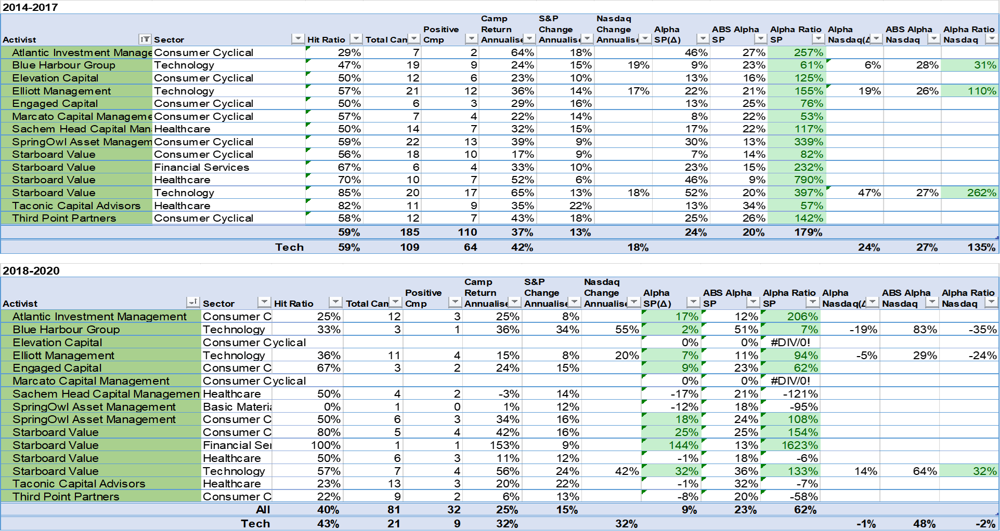 2014-2017
Activist Sector Hit Ratio Total Can Positive Cmp Camp Return Annualise S&P Change Annualise Nasdaq Change Annualise Alpha SP(Δ) ABS Alpha SP Alpha Ratio SP Alpha Nasdaq(Δ ABS Alpha Nasdaq Alpha Ratio Nasdaq
Atlantic Investment Manage Consumer Cyclical 29% 7 2 64% 18% 46% 27% 257%
Blue Harbour Group Technology 47% 19 9 24% 15% 19% 9% 23% 61% 6% 28% 31%
Elevation Capital Consumer Cyclical 50% 12 6 23% 10% 13% 16% 125%
Elliott Management Technology 57% 21 12 36% 14% 17% 22% 21% 155% 19% 26% 110%
Engaged Capital Consumer Cyclical 50% 6 3 29% 16% 13% 25% 76%
Marcato Capital Manageme Consumer Cyclical 57% 7 4 22% 14% 8% 22% 53%
Sachem Head Capital Man Healthcare 50% 14 7 32% 15% 17% 22% 117%
SpringOwl Asset Managem Consumer Cyclical 59% 22 13 39% 9% 30% 13% 339%
Starboard Value Consumer Cyclical 56% 18 10 17% 9% 7% 14% 82%
Starboard Value Financial Services 67% 6 4 33% 10% 23% 15% 232%
Starboard Value Healthcare 70% 10 7 52% 6% 46% 9% 790%
Starboard Value Technology 85% 20 17 65% 13% 18% 52% 20% 397% 47% 27% 262%
Taconic Capital Advisors Healthcare 82% 11 9 35% 22% 13% 34% 57%
Third Point Partners Consumer Cyclical 58% 12 7 43% 18% 25% 26% 142%
59% 185 110 37% 13% 24% 20% 179%
Tech 59% 109 64 42% 18% 24% 27% 135%
2018-2020
Activist Sector Hit Ratio Total Can Positive Cmp Camp Return Annualise S&P Change Annualise Nasdaq Change Annualise Alpha SP(Δ) ABS Alpha SP Alpha Ratio SP Alpha Nasdaq(Δ ABS Alpha Nasdaq Alpha Ratio Nasdaq
Atlantic Investment Management Consumer C 25% 12 3 25% 8% 17% 12% 206%
Blue Harbour Group Technology 33% 3 1 36% 34% 55% 2% 51% 7% -19% 83% -35%
Elevation Capital Consumer Cyclical 0% 0% #DIV/0!
Elliott Management Technology 36% 11 4 15% 8% 20% 7% 11% 94% -5% 29% -24%
Engaged Capital Consumer C 67% 3 2 24% 15% 9% 23% 62%
Marcato Capital Management Consumer Cyclical 0% 0% #DIV/0!
Sachem Head Capital Managemen Healthcare 50% 4 2 -3% 14% -17% 21% -121%
SpringOwl Asset Management Basic Materia 0% 1 0 1% 12% -12% 18% -95%
SpringOwl Asset Management Consumer C 50% 6 3 34% 16% 18% 24% 108%
Starboard Value Consumer C 80% 5 4 42% 16% 25% 25% 154%
Starboard Value Financial Ser 100% 1 1 153% 9% 144% 13% 1623%
Starboard Value Healthcare 50% 6 3 11% 12% -1% 18% -6%
Starboard Value Technology 57% 7 4 56% 24% 42% 32% 36% 133% 14% 64% 32%
Taconic Capital Advisors Healthcare 23% 13 3 20% 22% -1% 32% -7%
Third Point Partners Consumer C 22% 9 2 6% 13% -8% 20% -58%
All 40% 81 32 25% 15% 9% 23% 62%
Tech 43% 21 9 32% 32% -1% 48% -2%